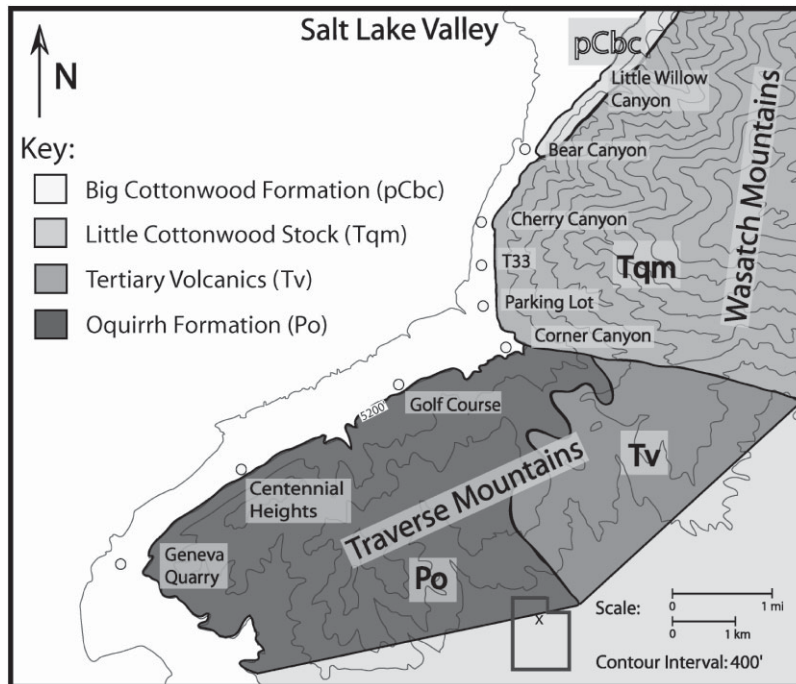 Salt Lake Valley
pCbc
N
Little Willow
Canyon
Wasatch Mountains
Key:
Bear Canyon
Big Cottonwood Formation (pCbc)
Little Cottonwood Stock (Tqm)
Cherry Canyon
Tertiary Volcanics (Tv)
T33
Tqm
Oquirrh Formation (Po)
Parking Lot
Corner Canyon
5200'
Golf Course
Tv
Traverse Mountains
Centennial
Heights
Geneva
Quarry
Po
Scale:
0 1 mi
0 1 km
X
Contour Interval: 400'